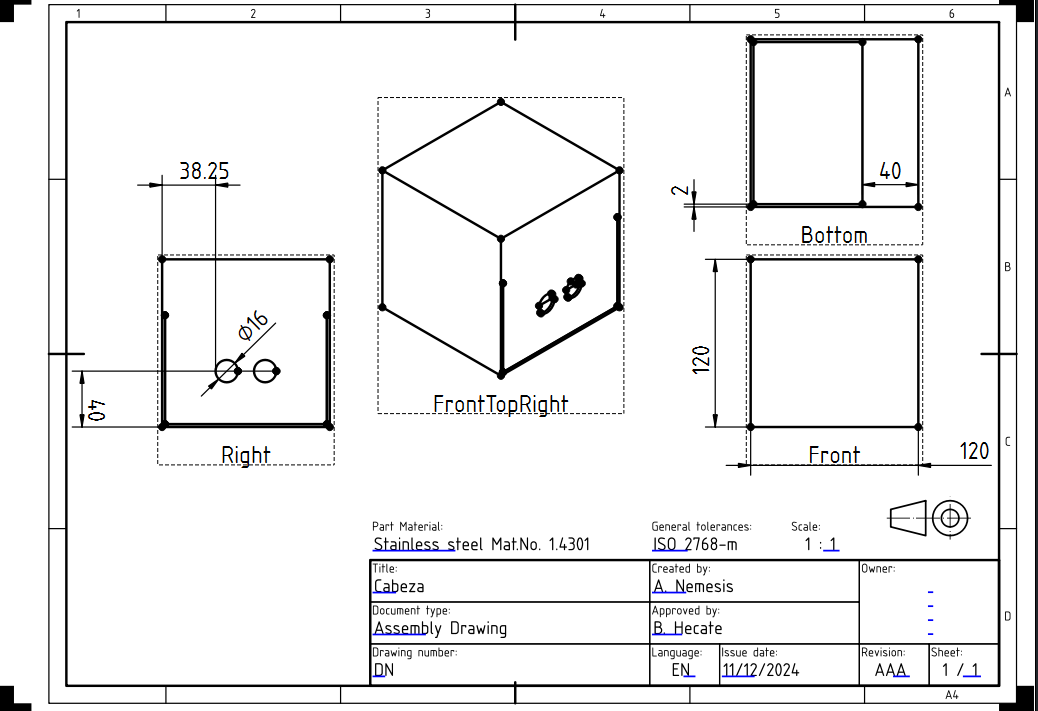 1 2 3 4 5 6
A
38.25
2
40
Bottom
B
Ø16
120
40
FrontTopRight
Right
Front
120
C
Part Material:
General tolerances:
Scale:
Stainless steel Mat.No. 1.4301
ISO 2768-m
1 : 1
Title:
Created by:
Owner:
Cabeza
A. Nemesis
-
-
-
-
Document type:
Approved by:
Assembly Drawing
B. Hecate
D
Drawing number:
Language:
Issue date:
Revision:
Sheet:
DN
EN
11/12/2024
AAA
1 / 1
A4